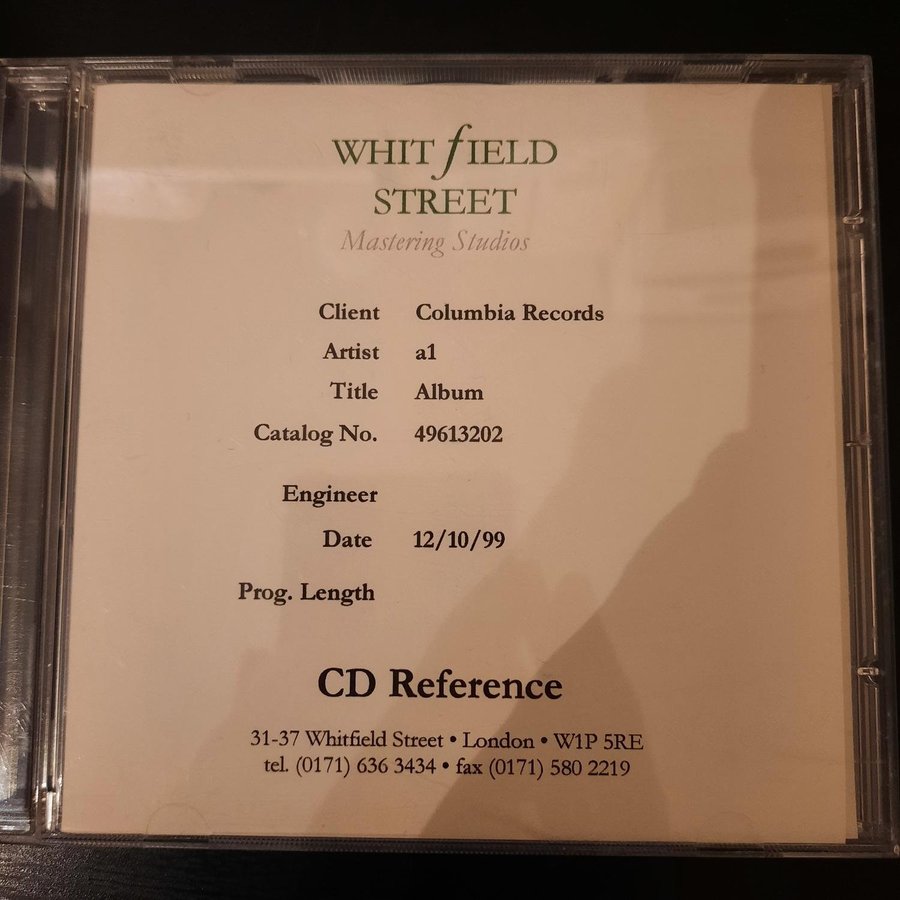 WHITfIELD
STREET
Mastering Studios
Client Columbia Records
Artist a1
Title Album
Catalog No. 49613202
Engineer
Date 12/10/99
Prog. Length
CD Reference
31-37 Whitfield Street • London • W1P 5RE
tel. (0171) 636 3434 • fax (0171) 580 2219